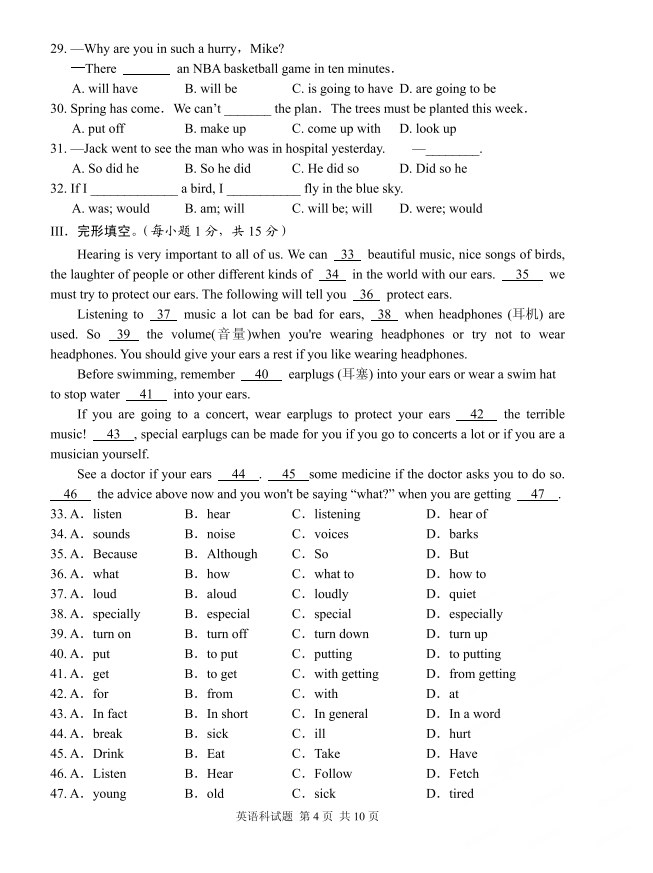 29. —Why are you in such a hurry，Mike?
—There _______ an NBA basketball game in ten minutes．
A. will have B. will be C. is going to have D. are going to be
30. Spring has come．We can’t _______ the plan．The trees must be planted this week．
A. put off B. make up C. come up with D. look up
31. —Jack went to see the man who was in hospital yesterday. —________.
A. So did he B. So he did C. He did so D. Did so he
32. If I _____________ a bird, I ___________ fly in the blue sky.
A. was; would B. am; will C. will be; will D. were; would
III．完形填空。（每小题 1 分，共 15 分）
Hearing is very important to all of us. We can 33 beautiful music, nice songs of birds,
the laughter of people or other different kinds of 34 in the world with our ears. 35 we
must try to protect our ears. The following will tell you 36 protect ears.
Listening to 37 music a lot can be bad for ears, 38 when headphones (耳机) are
used. So 39 the volume(音量)when you're wearing headphones or try not to wear
headphones. You should give your ears a rest if you like wearing headphones.
Before swimming, remember 40 earplugs (耳塞) into your ears or wear a swim hat
to stop water 41 into your ears.
If you are going to a concert, wear earplugs to protect your ears 42 the terrible
music! 43 , special earplugs can be made for you if you go to concerts a lot or if you are a
musician yourself.
See a doctor if your ears 44 . 45 some medicine if the doctor asks you to do so.
46 the advice above now and you won't be saying “what?” when you are getting 47 .
33. A．listen B．hear C．listening D．hear of
34. A．sounds B．noise C．voices D．barks
35. A．Because B．Although C．So D．But
36. A．what B．how C．what to D．how to
37. A．loud B．aloud C．loudly D．quiet
38. A．specially B．especial C．special D．especially
39. A．turn on B．turn off C．turn down D．turn up
40. A．put B．to put C．putting D．to putting
41. A．get B．to get C．with getting D．from getting
42. A．for B．from C．with D．at
43. A．In fact B．In short C．In general D．In a word
44. A．break B．sick C．ill D．hurt
45. A．Drink B．Eat C．Take D．Have
46. A．Listen B．Hear C．Follow D．Fetch
47. A．young B．old C．sick D．tired
英语科试题 第 4 页 共 10 页